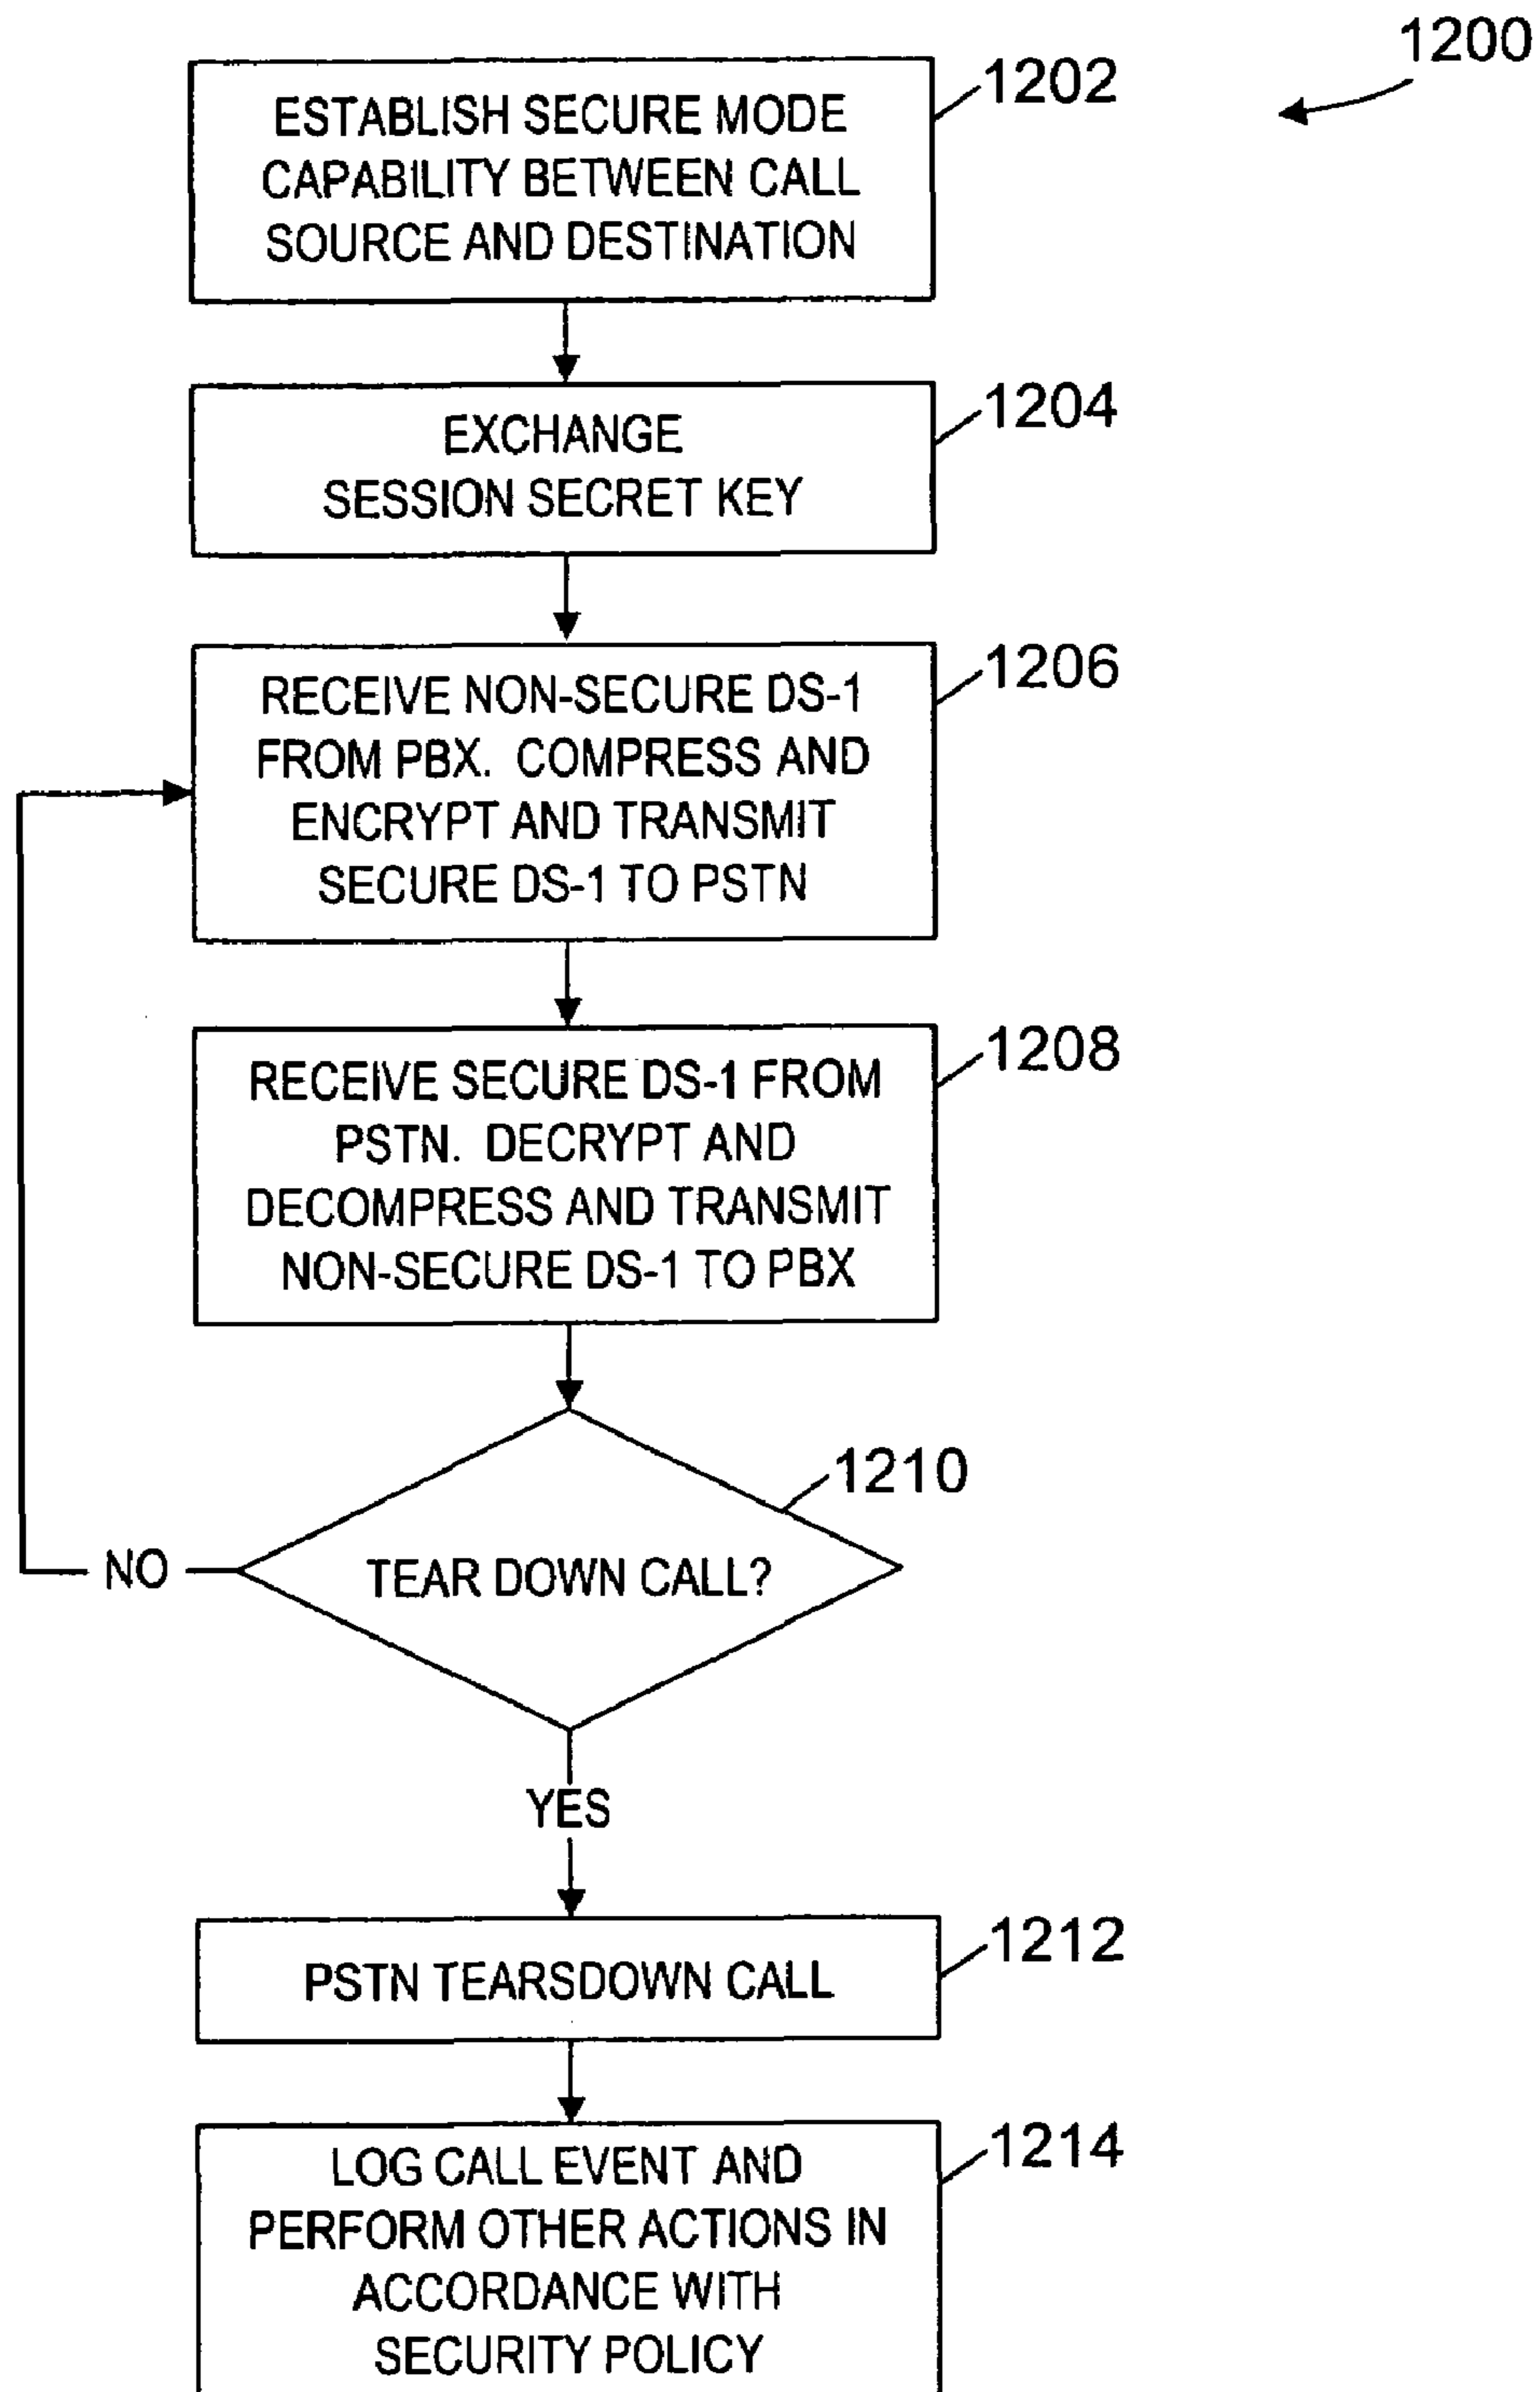 1200
ESTABLISH SECURE MODE
CAPABILITY BETWEEN CALL
SOURCE AND DESTINATION
1202
EXCHANGE
SESSION SECRET KEY
1204
RECEIVE NON-SECURE DS-1
FROM PBX. COMPRESS AND
ENCRYPT AND TRANSMIT
SECURE DS-1 TO PSTN
1206
RECEIVE SECURE DS-1 FROM
PSTN. DECRYPT AND
DECOMPRESS AND TRANSMIT
NON-SECURE DS-1 TO PBX
1208
1210
TEAR DOWN CALL?
NO
YES
PSTN TEARSDOWN CALL
1212
LOG CALL EVENT AND
PERFORM OTHER ACTIONS IN
ACCORDANCE WITH
SECURITY POLICY
1214